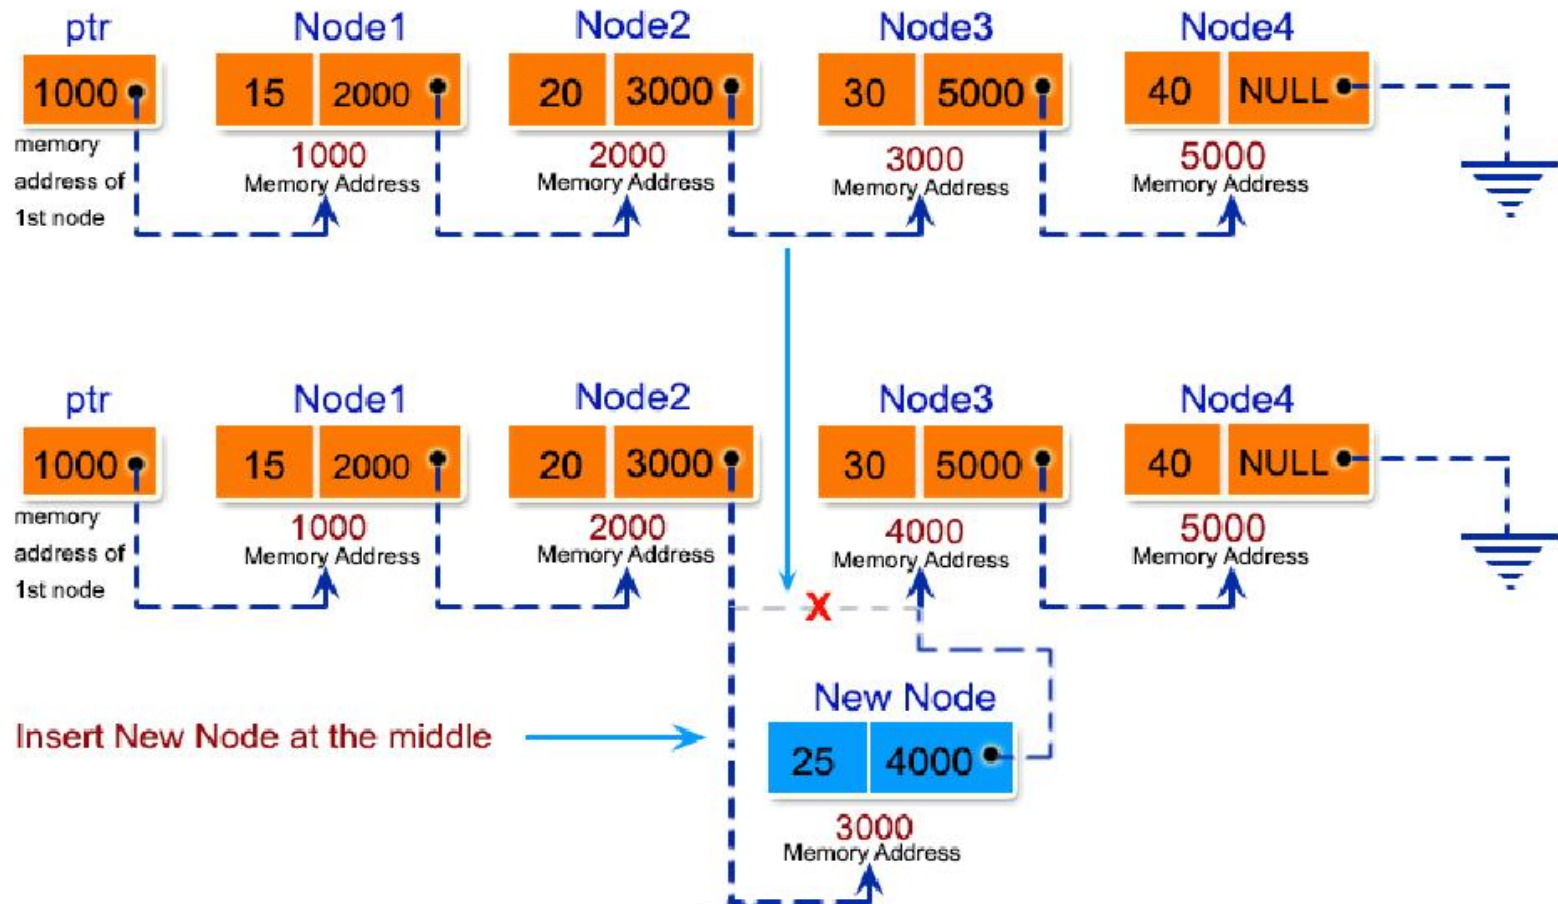 ptr Node1 Node2 Node3 Node4
1000 15 2000 20 3000 30 5000 40 NULL
memory
address of
1st node
1000 2000 3000 5000
Memory Address Memory Address Memory Address Memory Address
ptr Node1 Node2 Node3 Node4
1000 15 2000 20 3000 30 5000 40 NULL
memory
address of
1st node
1000 2000 4000 5000
Memory Address Memory Address Memory Address Memory Address
X
New Node
Insert New Node at the middle
25 4000
3000
Memory Address